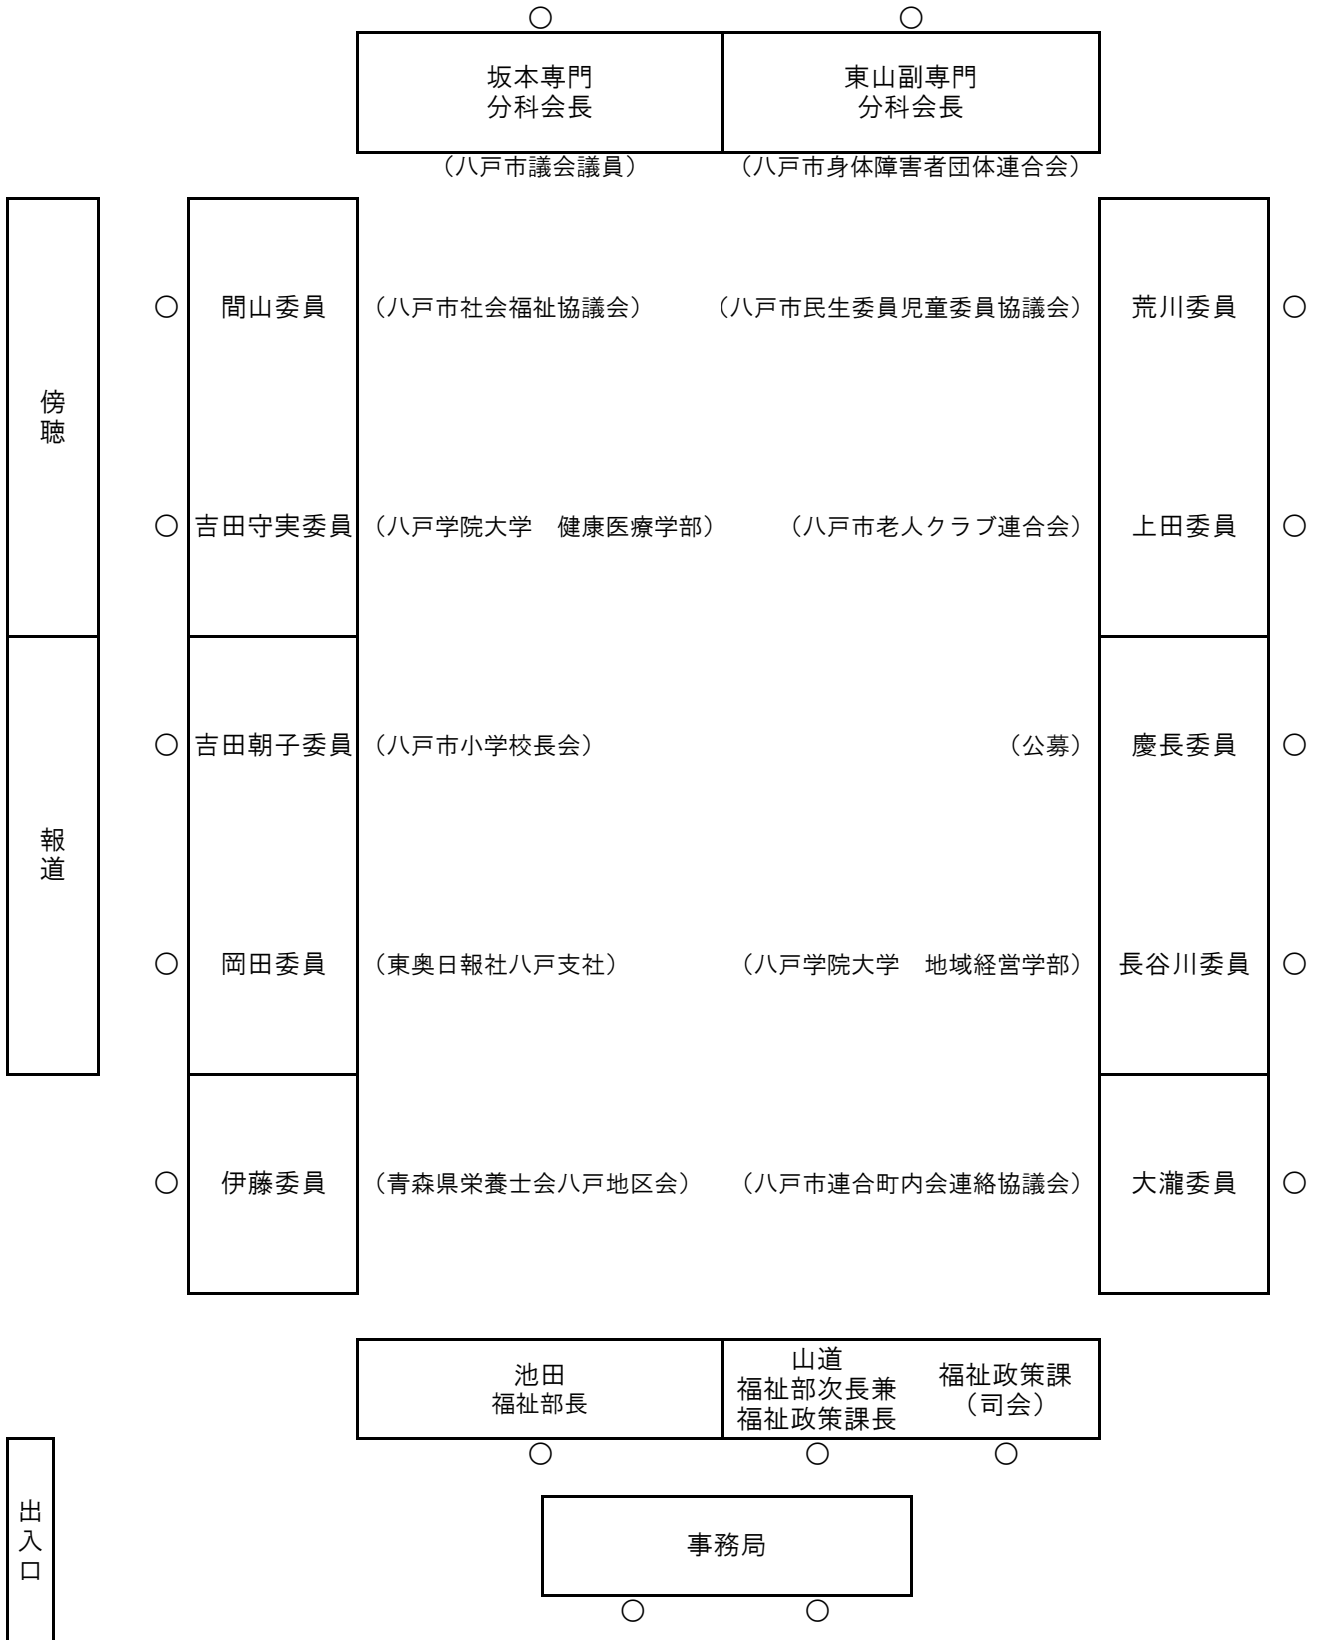 ○ ○
坂本専門
分科会長
東山副専門
分科会長
（八戸市議会議員）
（八戸市身体障害者団体連合会）
○ 間山委員 （八戸市社会福祉協議会） （八戸市民生委員児童委員協議会） 荒川委員 ○
傍
聴
○ 吉田守実委員 （八戸学院大学　健康医療学部） （八戸市老人クラブ連合会） 上田委員 ○
○ 吉田朝子委員 （八戸市小学校長会） （公募） 慶長委員 ○
報
道
○ 岡田委員 （東奥日報社八戸支社） （八戸学院大学　地域経営学部） 長谷川委員 ○
○ 伊藤委員 （青森県栄養士会八戸地区会） （八戸市連合町内会連絡協議会） 大瀧委員 ○
池田
福祉部長
山道
福祉部次長兼
福祉政策課長
福祉政策課
（司会）
○ ○ ○
出
入
口
事務局
○ ○